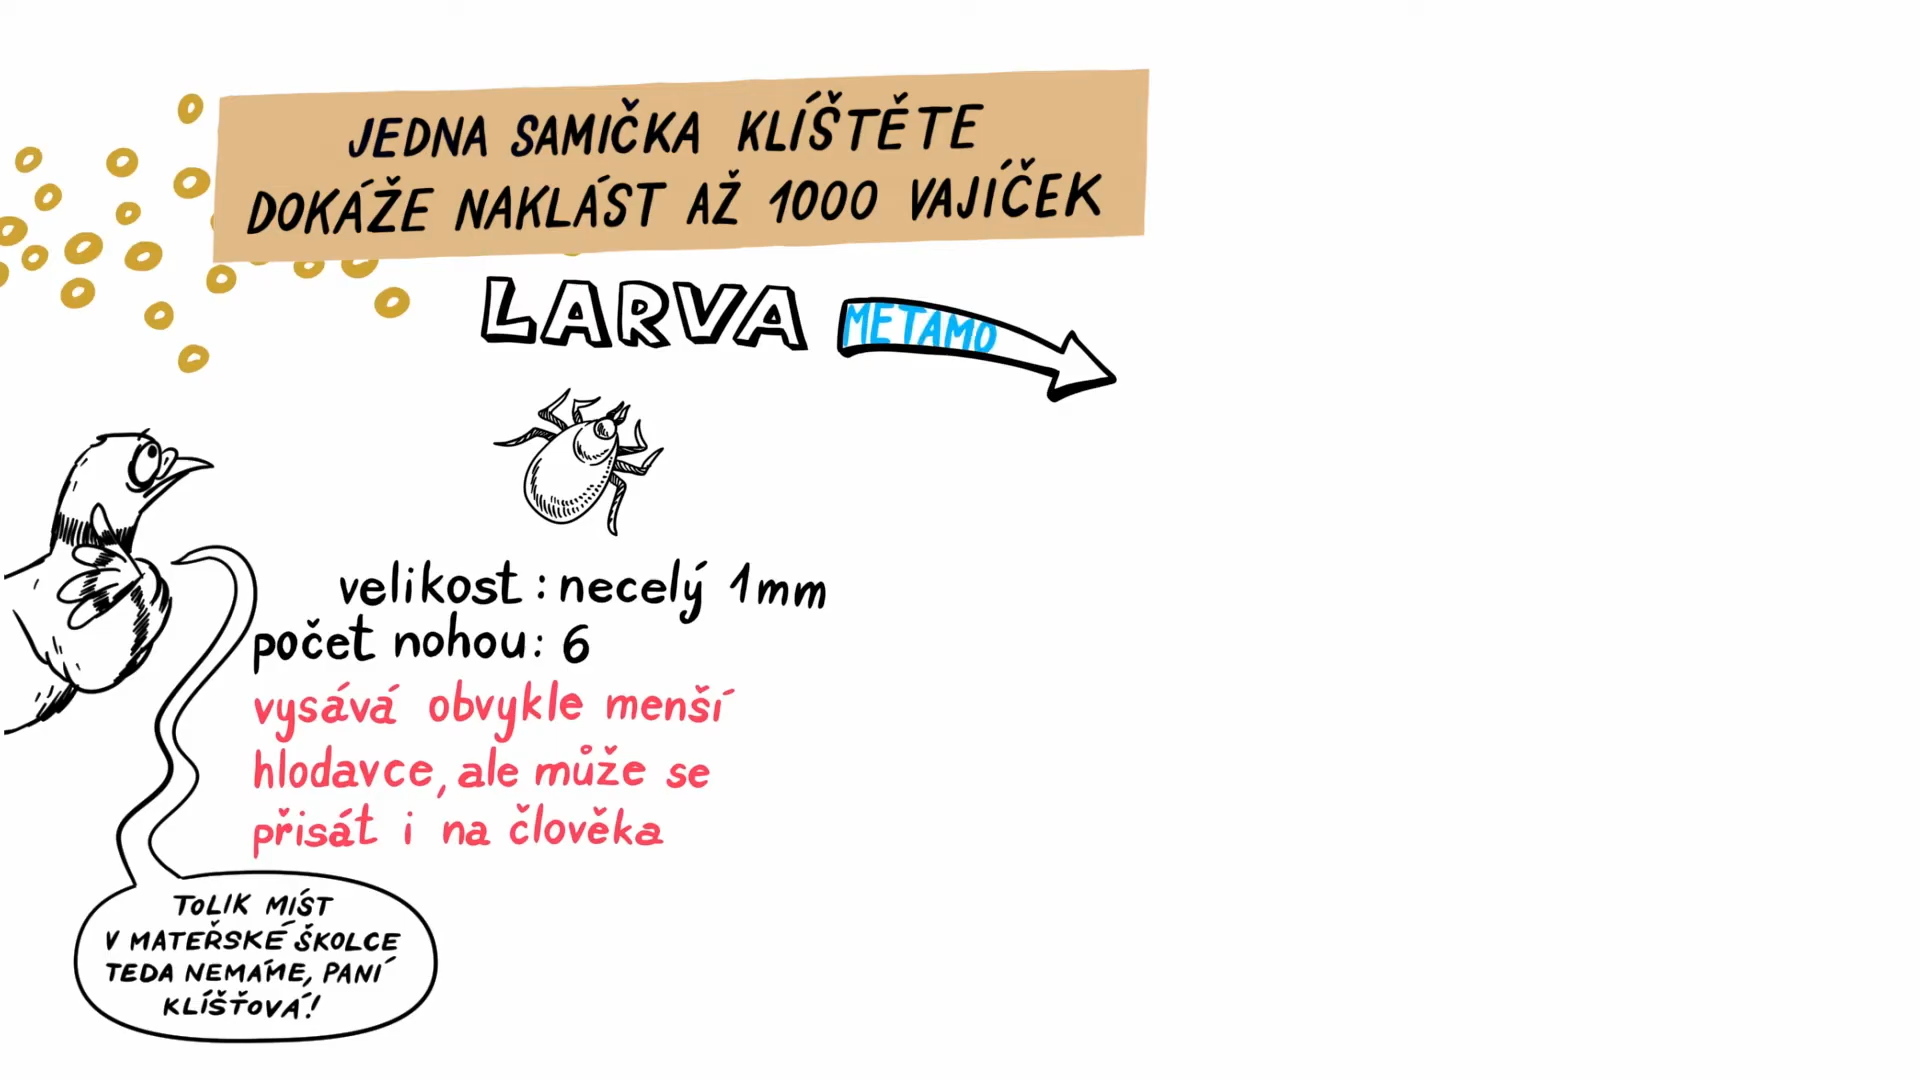 JEDNA SAMIČKA KLÍŠTĚTE
DOKÁŽE NAKLÁST AŽ 1000 VAJÍČEK
LARVA
METAMO
velikost: necelý 1mm
počet nohou: 6
vysává obvykle menší
hlodavce, ale může se
přisát i na člověka
TOLIK MÍST
V MATEŘSKÉ ŠKOLCE
TEDA NEMÁME, PANÍ
KLÍŠŤOVÁ!